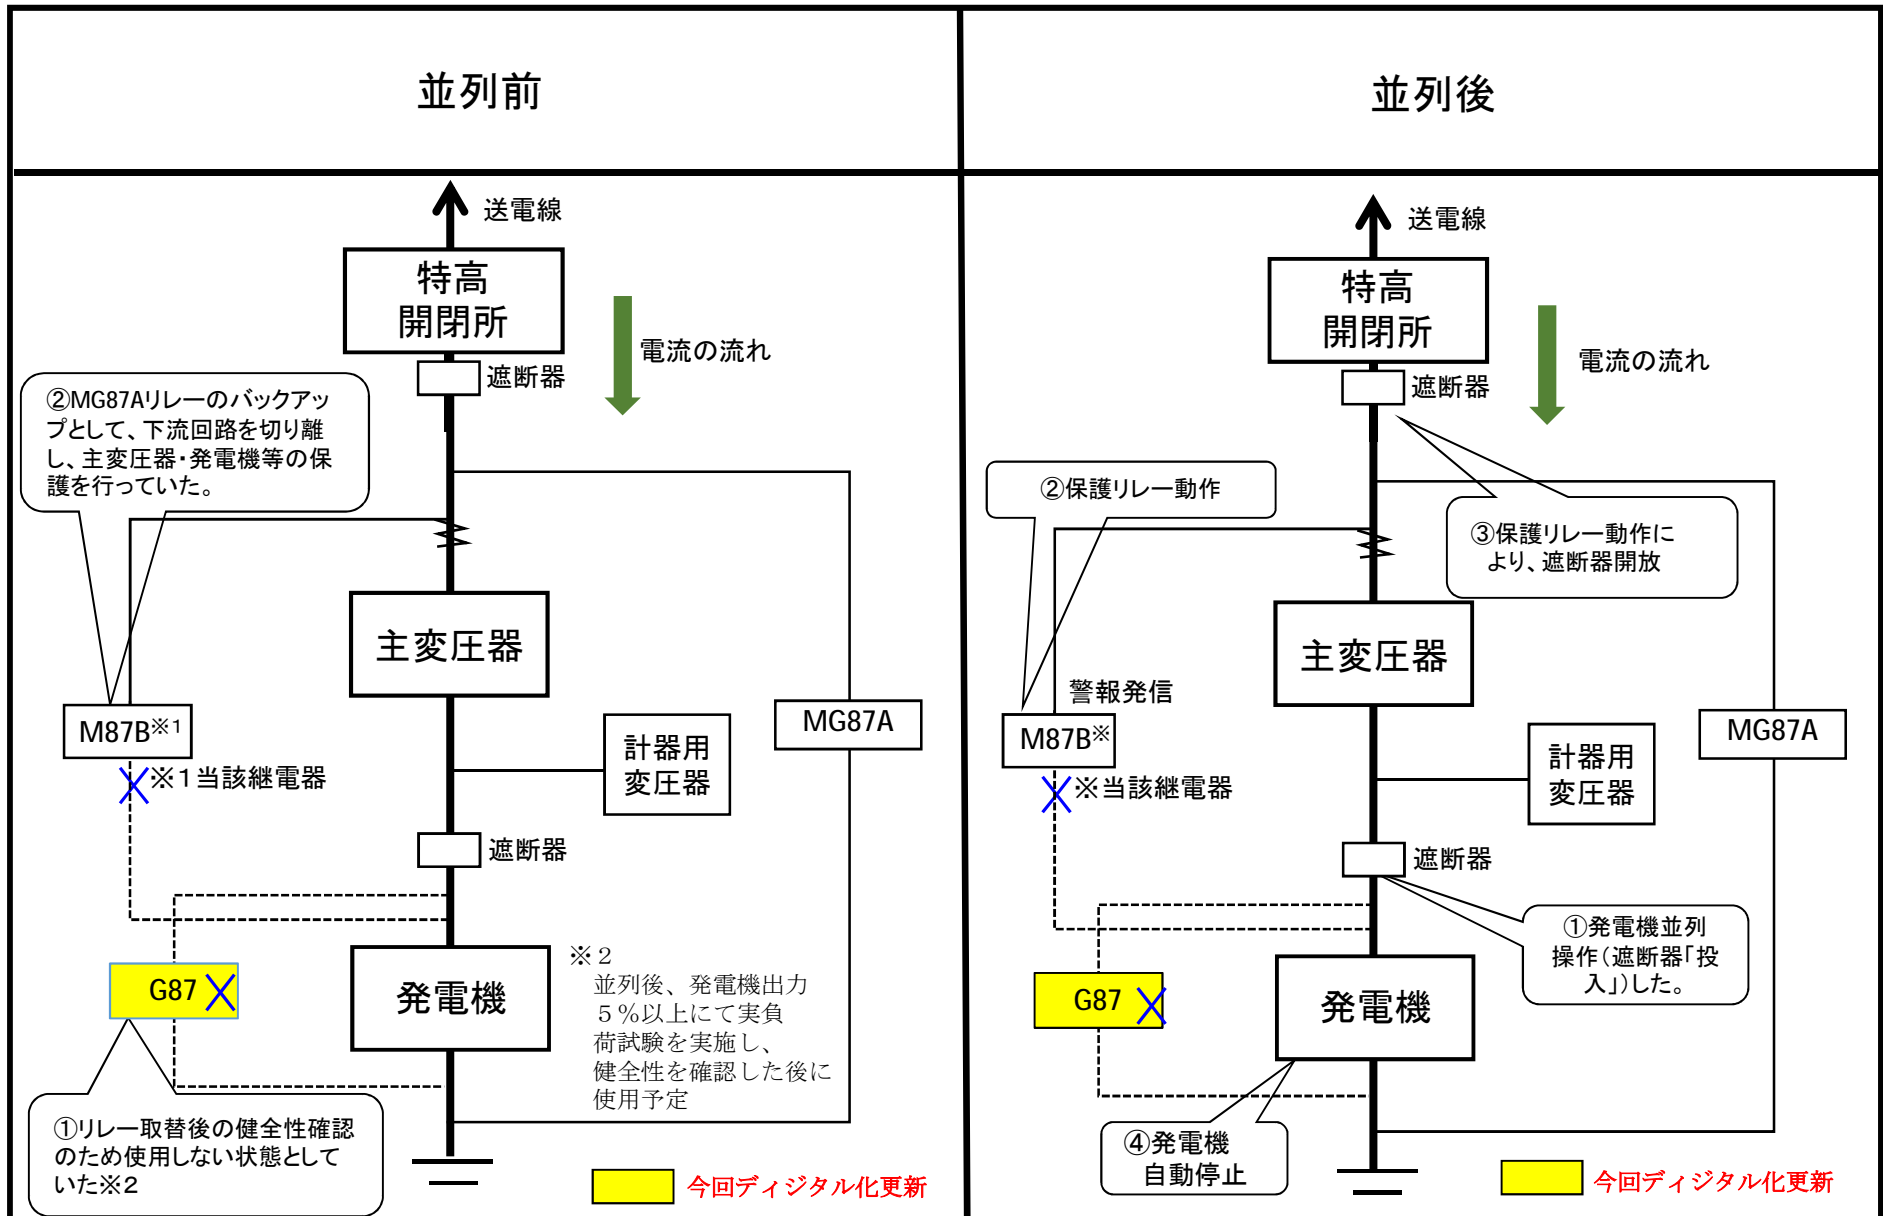 並列前
送電線
特高
開閉所
電流の流れ
遮断器
②MG87Aリレーのバックアッ
プとして、下流回路を切り離
し、主変圧器・発電機等の保
護を行っていた。
主変圧器
M87B※1
※1当該継電器
MG87A
計器用
変圧器
遮断器
G87
発電機
※２
並列後、発電機出力
５％以上にて実負
荷試験を実施し、
健全性を確認した後に
使用予定
①リレー取替後の健全性確認
のため使用しない状態として
いた※2
今回ディジタル化更新
並列後
送電線
特高
開閉所
電流の流れ
遮断器
②保護リレー動作
③保護リレー動作に
より、遮断器開放
主変圧器
警報発信
M87B※
※当該継電器
MG87A
計器用
変圧器
遮断器
①発電機並列
操作(遮断器「投
入」)した。
G87
発電機
④発電機
自動停止
今回ディジタル化更新